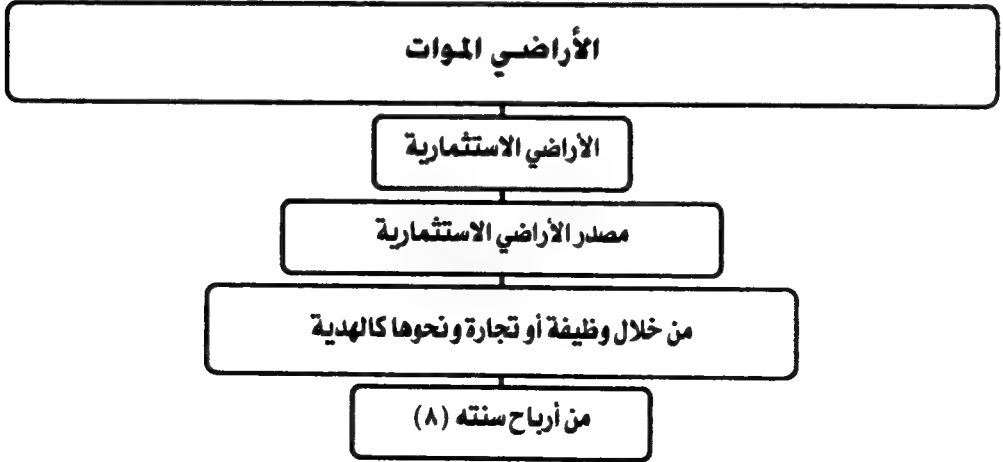 الأراضي الموات
الأراضي الاستثمارية
مصدر الأراضي الاستثمارية
من خلال وظيفة أو تجارة ونحوها كالهدية
من أرباح سنته (٨)